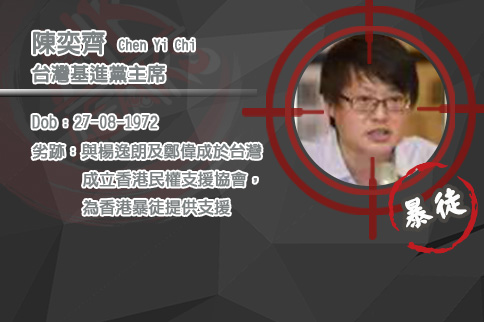 陳奕齊 Chen Yi Chi
台灣基進黨主席
Dob：27-08-1972
劣跡：與楊逸朗及鄭偉成於台灣
成立香港民權支援協會，
為香港暴徒提供支援
暴徒